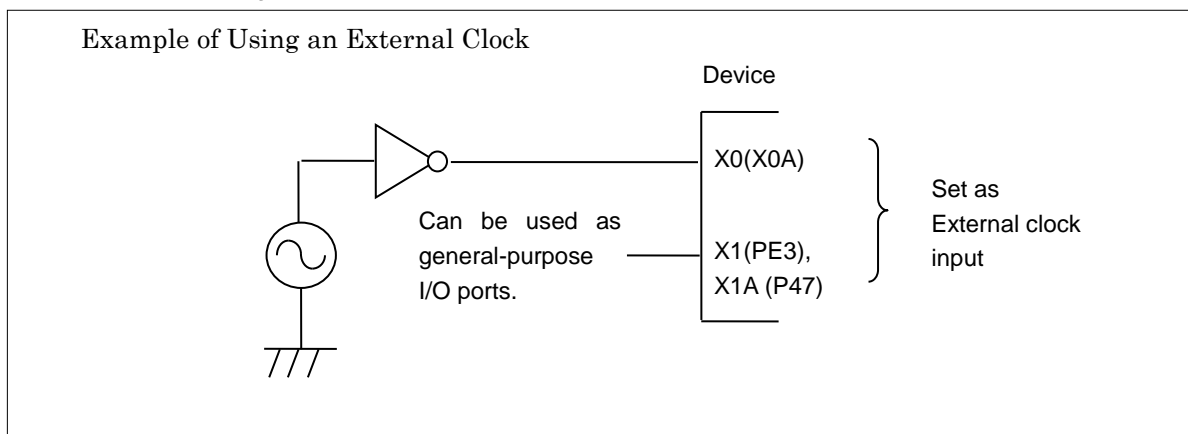 Example of Using an External Clock
Device
X0(X0A)
Can be used as
general-purpose
I/O ports.
X1(PE3),
X1A (P47)
Set as
External clock
input